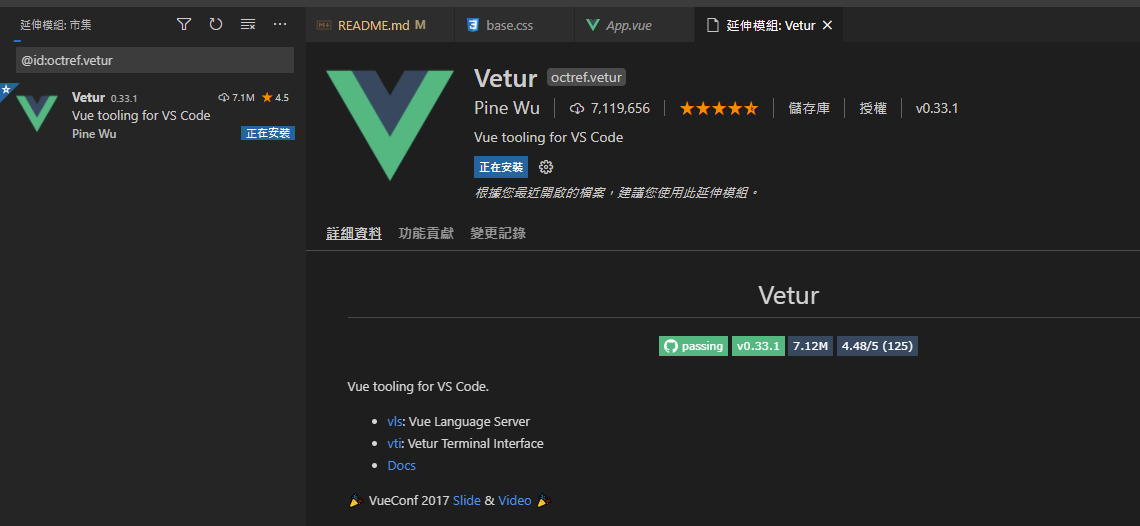 延伸模組: 市集
README.md M
base.css
App.vue
延伸模組: Vetur
@id:octref.vetur
Vetur 0.33.1 7.1M 4.5
Vue tooling for VS Code
Pine Wu 正在安裝
Vetur octref.vetur
Pine Wu 7,119,656 儲存庫 授權 v0.33.1
Vue tooling for VS Code
正在安裝
根據您最近開啟的檔案，建議您使用此延伸模組。
詳細資料 功能貢獻 變更記錄
Vetur
passing v0.33.1 7.12M 4.48/5 (125)
Vue tooling for VS Code.
vls: Vue Language Server
vti: Vetur Terminal Interface
Docs
🎉 VueConf 2017 Slide & Video 🎉